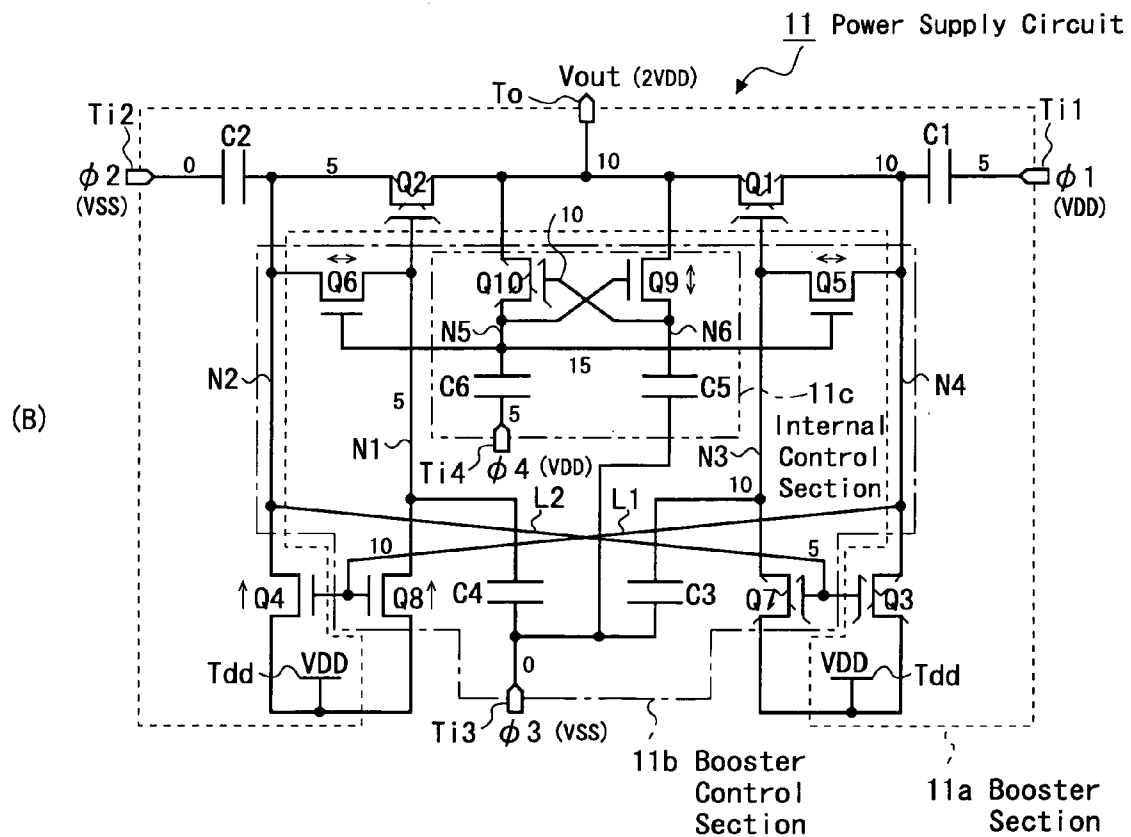 11 Power Supply Circuit
Vout (2VDD)
To
Ti2
C2
C1
Ti1
0
5
Q2
10
Q1
10
5
φ2
(VSS)
φ1
(VDD)
10
Q6
Q10
Q9
Q5
N5
N6
15
N2
C6
C5
N4
(B)
5
5
11c
Internal
Control
Section
N1
Ti4
φ4 (VDD)
N3
10
L2
L1
10
5
Q4
Q8
C4
C3
Q7
Q3
Tdd
VDD
0
VDD
Tdd
Ti3
φ3 (VSS)
11b Booster
Control
Section
11a Booster
Section